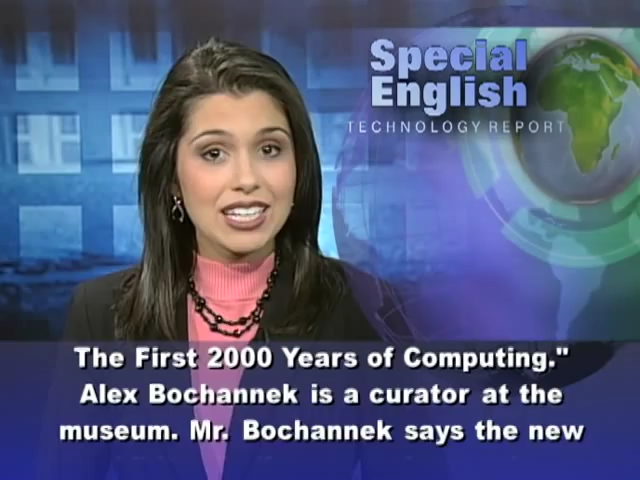 Special
English
TECHNOLOGY REPORT
The First 2000 Years of Computing."
Alex Bochannek is a curator at the
museum. Mr. Bochannek says the new